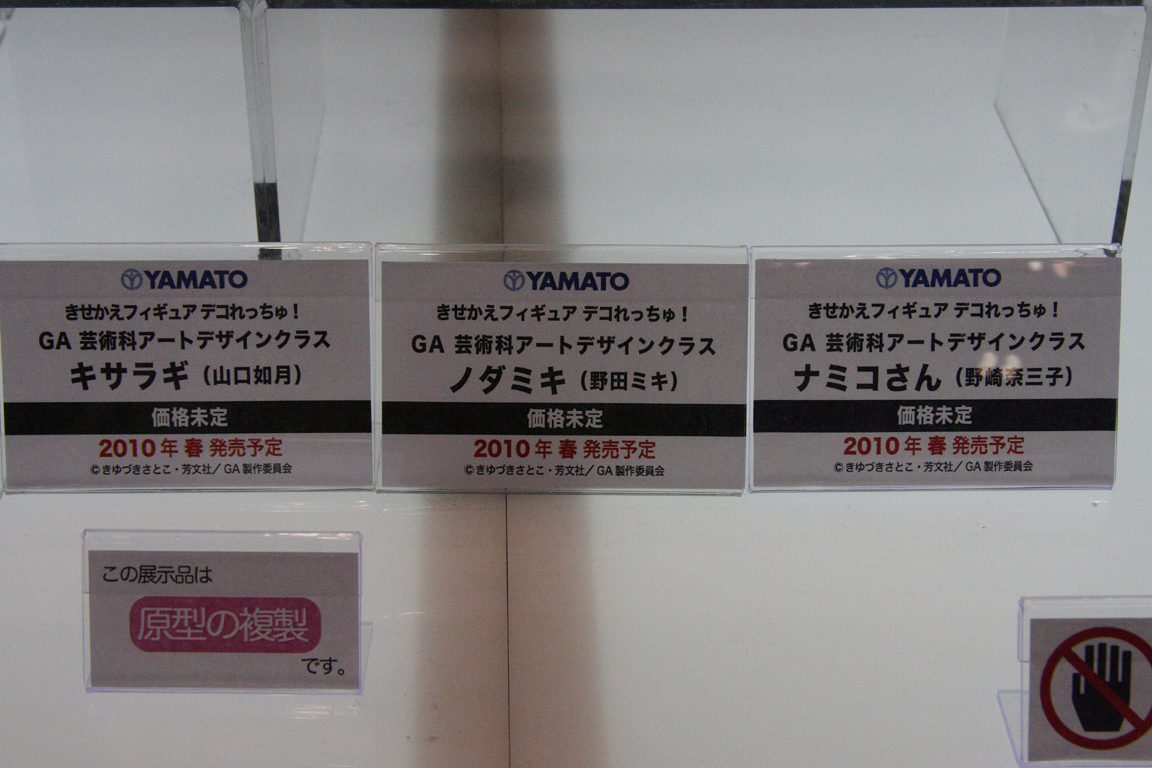 YAMATO
きせかえフィギュア デコれっちゅ！
GA 芸術科アートデザインクラス
キサラギ（山口如月）
価格未定
2010年 春 発売予定
©きゆづきさとこ・芳文社／GA 製作委員会
YAMATO
きせかえフィギュア デコれっちゅ！
GA 芸術科アートデザインクラス
ノダミキ（野田ミキ）
価格未定
2010年 春 発売予定
©きゆづきさとこ・芳文社／GA 製作委員会
YAMATO
きせかえフィギュア デコれっちゅ！
GA 芸術科アートデザインクラス
ナミコさん（野崎奈三子）
価格未定
2010年 春 発売予定
©きゆづきさとこ・芳文社／GA 製作委員会
この展示品は
原型の複製
です。